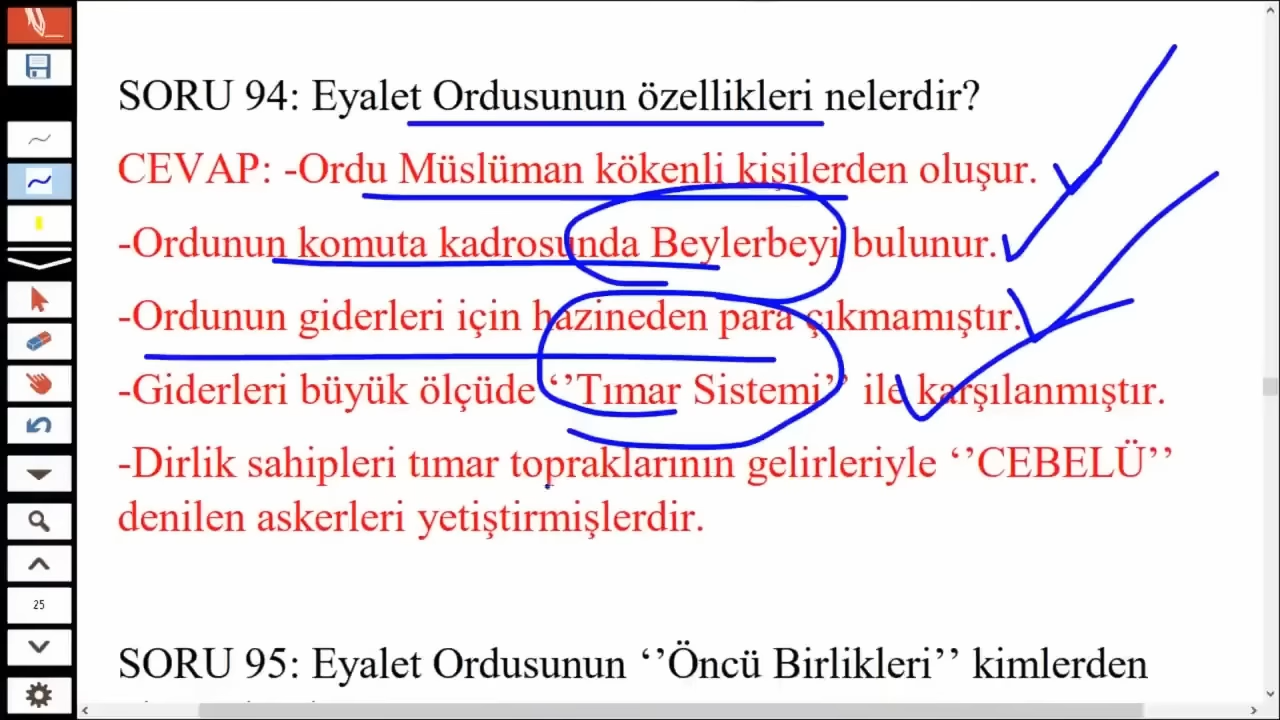 SORU 94: Eyalet Ordusunun özellikleri nelerdir?
CEVAP: -Ordu Müslüman kökenli kişilerden oluşur.
-Ordunun komuta kadrosunda Beylerbeyi bulunur.
-Ordunun giderleri için hazineden para çıkmamıştır.
-Giderleri büyük ölçüde ‘’Tımar Sistemi’’ ile karşılanmıştır.
-Dirlik sahipleri tımar topraklarının gelirleriyle ‘’CEBELÜ’’
denilen askerleri yetiştirmişlerdir.
25
SORU 95: Eyalet Ordusunun ‘’Öncü Birlikleri’’ kimlerden